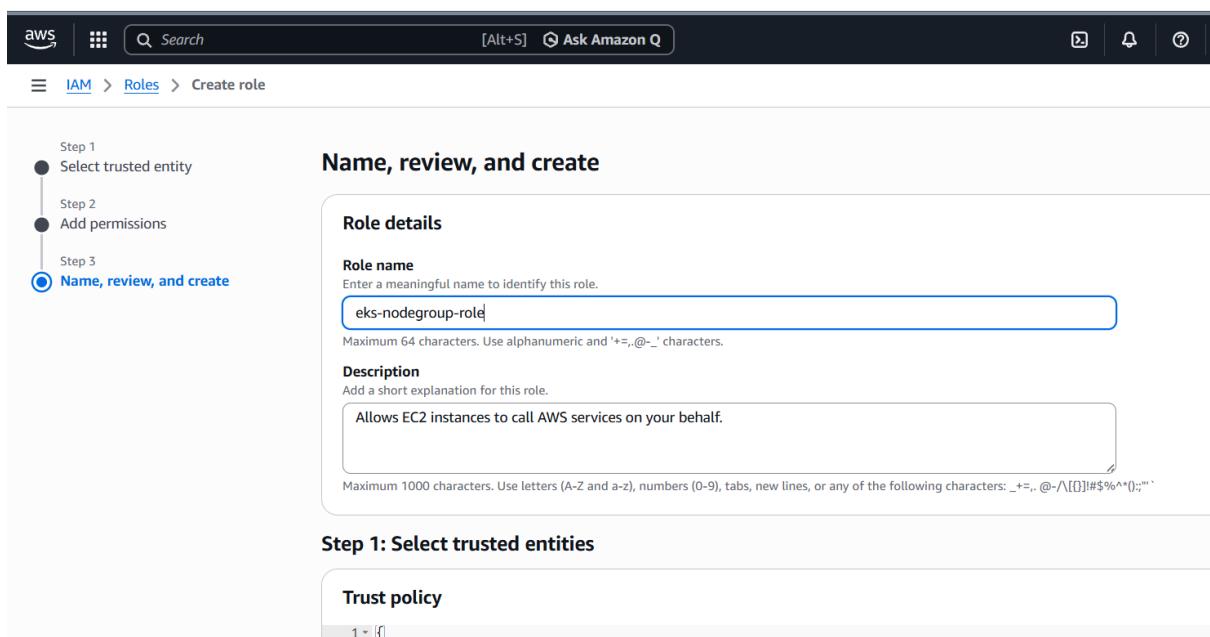 aws
Search [Alt+S] Ask Amazon Q
IAM > Roles > Create role
Step 1
Select trusted entity
Step 2
Add permissions
Step 3
Name, review, and create
Name, review, and create
Role details
Role name
Enter a meaningful name to identify this role.
eks-nodegroup-role
Maximum 64 characters. Use alphanumeric and '+=,.@-_' characters.
Description
Add a short explanation for this role.
Allows EC2 instances to call AWS services on your behalf.
Maximum 1000 characters. Use letters (A-Z and a-z), numbers (0-9), tabs, new lines, or any of the following characters: _+=,. @-/\[{}]!#$%^*();:"'`
Step 1: Select trusted entities
Trust policy
1 {